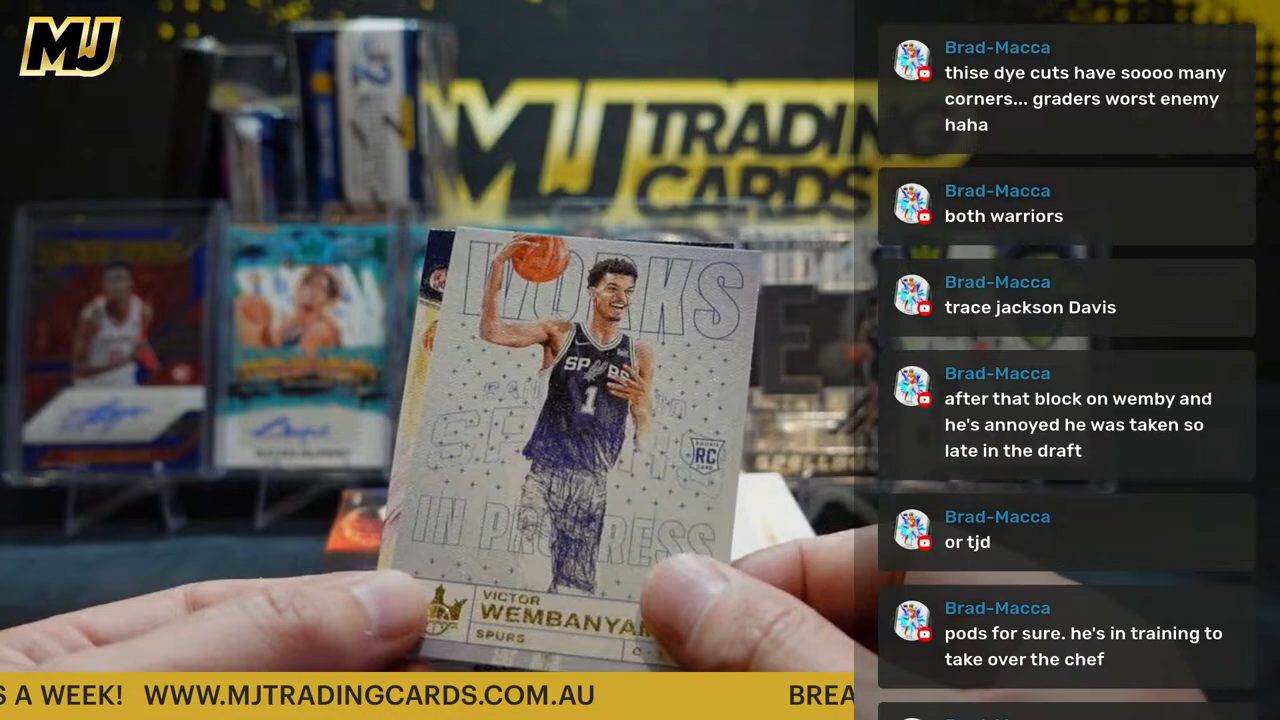 MJ
MJ TRADING
CARDS
WORKS
SPURS
1
ROOKIE
RC
CARD
IN PROGRESS
VICTOR
WEMBANYAM
SPURS
C -
S A WEEK! WWW.MJTRADINGCARDS.COM.AU BREA
Brad-Macca
thise dye cuts have soooo many
corners... graders worst enemy
haha
Brad-Macca
both warriors
Brad-Macca
trace jackson Davis
Brad-Macca
after that block on wemby and
he's annoyed he was taken so
late in the draft
Brad-Macca
or tjd
Brad-Macca
pods for sure. he's in training to
take over the chef